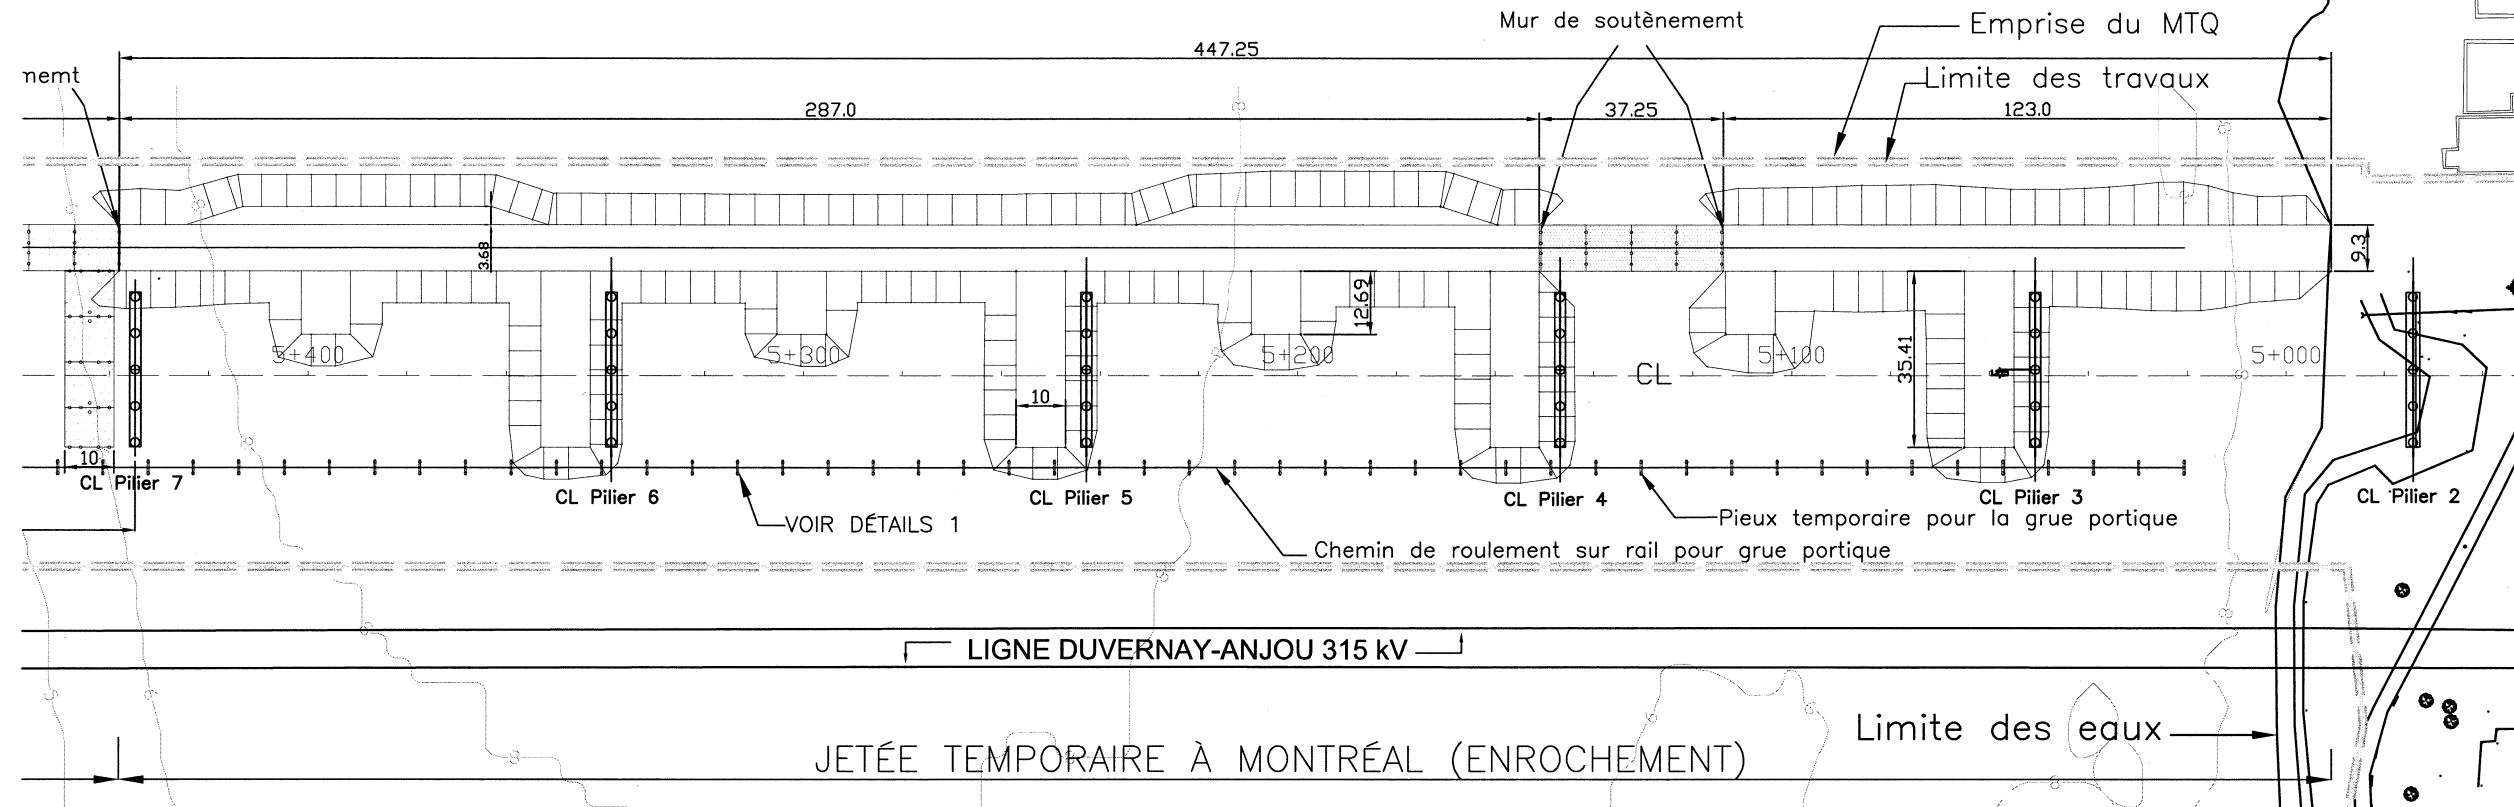 Mur de soutènememt
Emprise du MTQ
447.25
nemt
Limite des travaux
287.0
37.25
123.0
3.68
9.3
12.69
35.41
5+400
5+300
5+200
5+100
5+000
CL
10
10
CL Pilier 7
CL Pilier 6
CL Pilier 5
CL Pilier 4
CL Pilier 3
CL Pilier 2
VOIR DÉTAILS 1
Pieux temporaire pour la grue portique
Chemin de roulement sur rail pour grue portique
LIGNE DUVERNAY-ANJOU 315 kV
Limite des eaux
JETÉE TEMPORAIRE À MONTRÉAL (ENROCHEMENT)